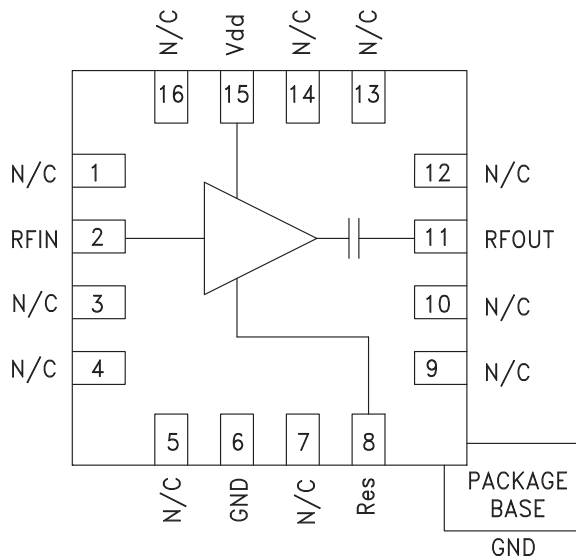 N/C
Vdd
N/C
N/C
16
15
14
13
N/C 1
12 N/C
RFIN 2
11 RFOUT
N/C 3
10 N/C
N/C 4
9 N/C
5
6
7
8
N/C
GND
N/C
Res
PACKAGE
BASE
GND